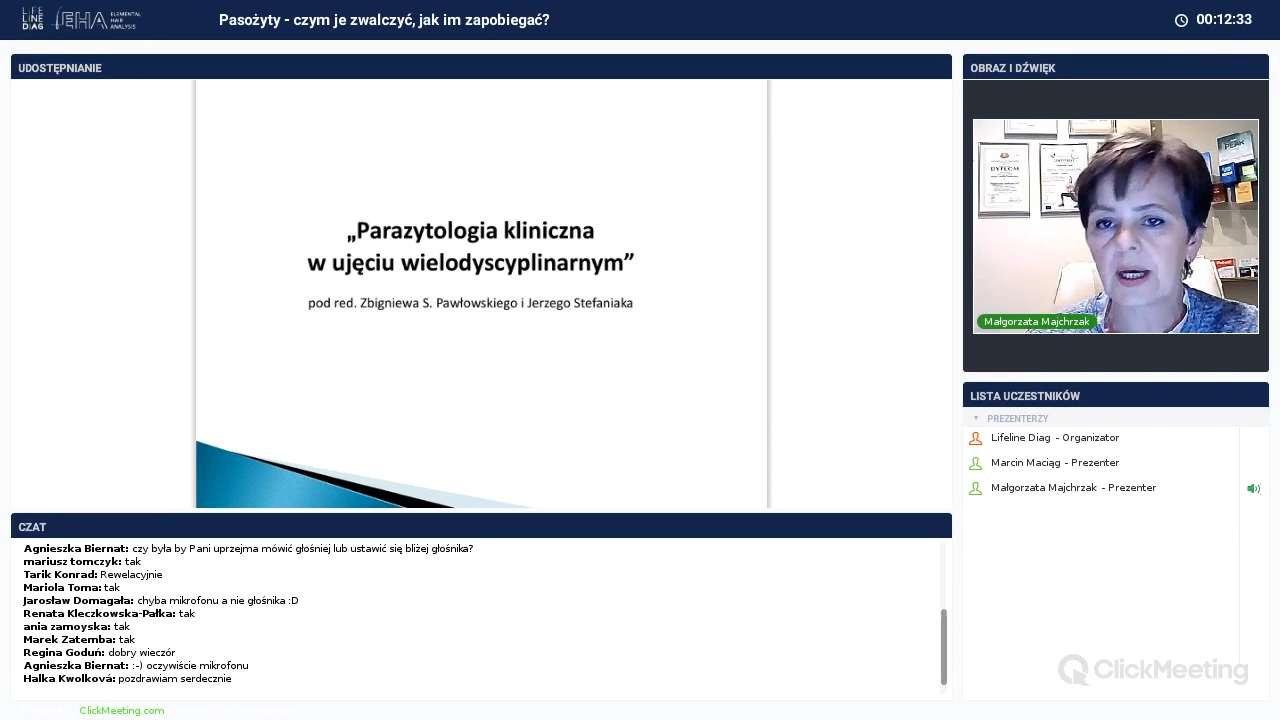 LIFE
LINE
DIAG
EHA ELEMENTAL
HAIR
ANALYSIS
Pasożyty - czym je zwalczyć, jak im zapobiegać?
00:12:33
UDOSTĘPNIANIE
„Parazytologia kliniczna
w ujęciu wielodyscyplinarnym”
pod red. Zbigniewa S. Pawłowskiego i Jerzego Stefaniaka
OBRAZ I DŹWIĘK
DYPLOM
PEAK
Małgorzata Majchrzak
LISTA UCZESTNIKÓW
PREZENTERZY
Lifeline Diag - Organizator
Marcin Maciąg - Prezenter
Małgorzata Majchrzak - Prezenter
CZAT
Agnieszka Biernat: czy była by Pani uprzejma mówić głośniej lub ustawić się bliżej głośnika?
mariusz tomczyk: tak
Tarik Konrad: Rewelacyjnie
Mariola Toma: tak
Jarosław Domagała: chyba mikrofonu a nie głośnika :D
Renata Kleczkowska-Pałka: tak
ania zamoyska: tak
Marek Zatemba: tak
Regina Goduń: dobry wieczór
Agnieszka Biernat: :-) oczywiście mikrofonu
Halka Kwolková: pozdrawiam serdecznie
ClickMeeting
ClickMeeting.com